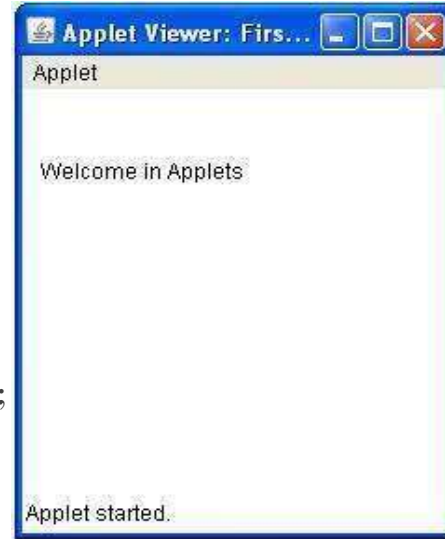 Applet Viewer: Firs...
Applet
Welcome in Applets
;
Applet started.